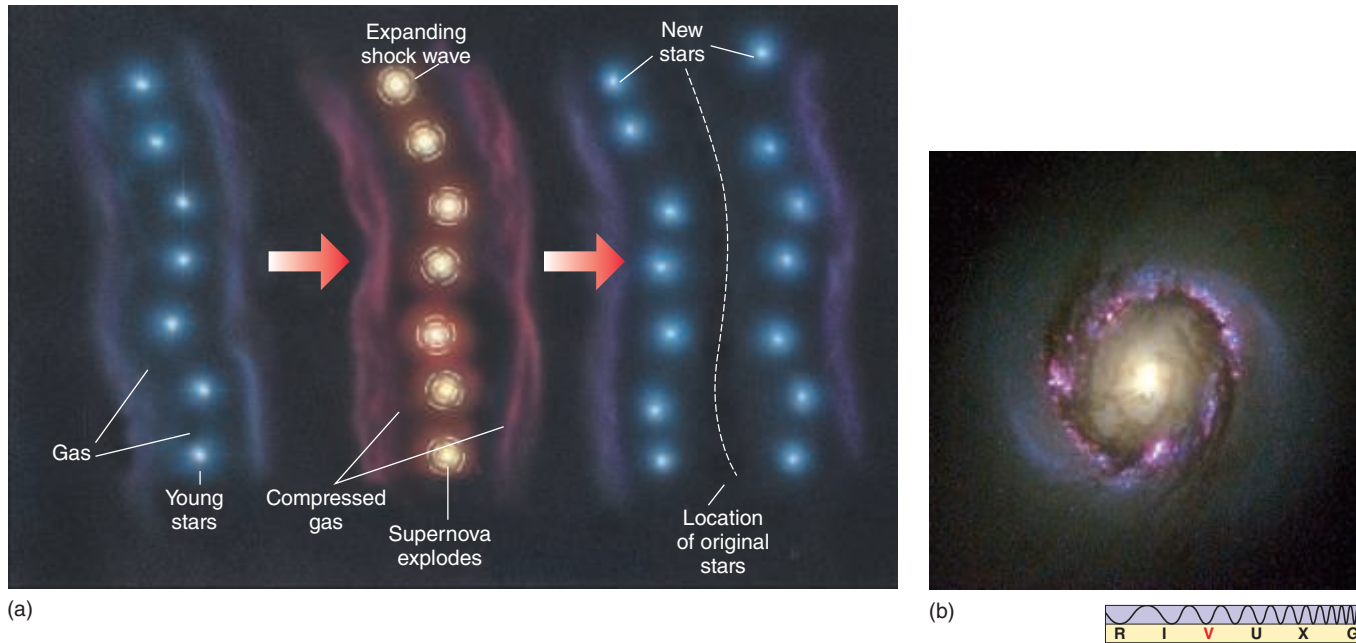 Expanding
shock wave
New
stars
Gas
Young
stars
Compressed
gas
Supernova
explodes
Location
of original
stars
(a)
(b)
R I V U X G